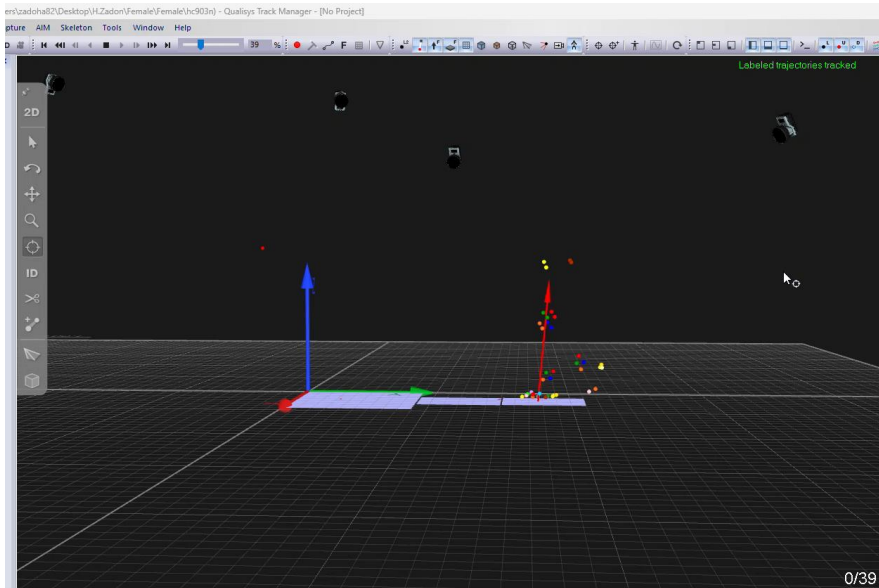 ers\zadoha82\Desktop\H.Zadon\Female\Female\hc903n) - Qualisys Track Manager - [No Project]
pture AIM Skeleton Tools Window Help
D 39 % F
Labeled trajectories tracked
2D
ID
0/39